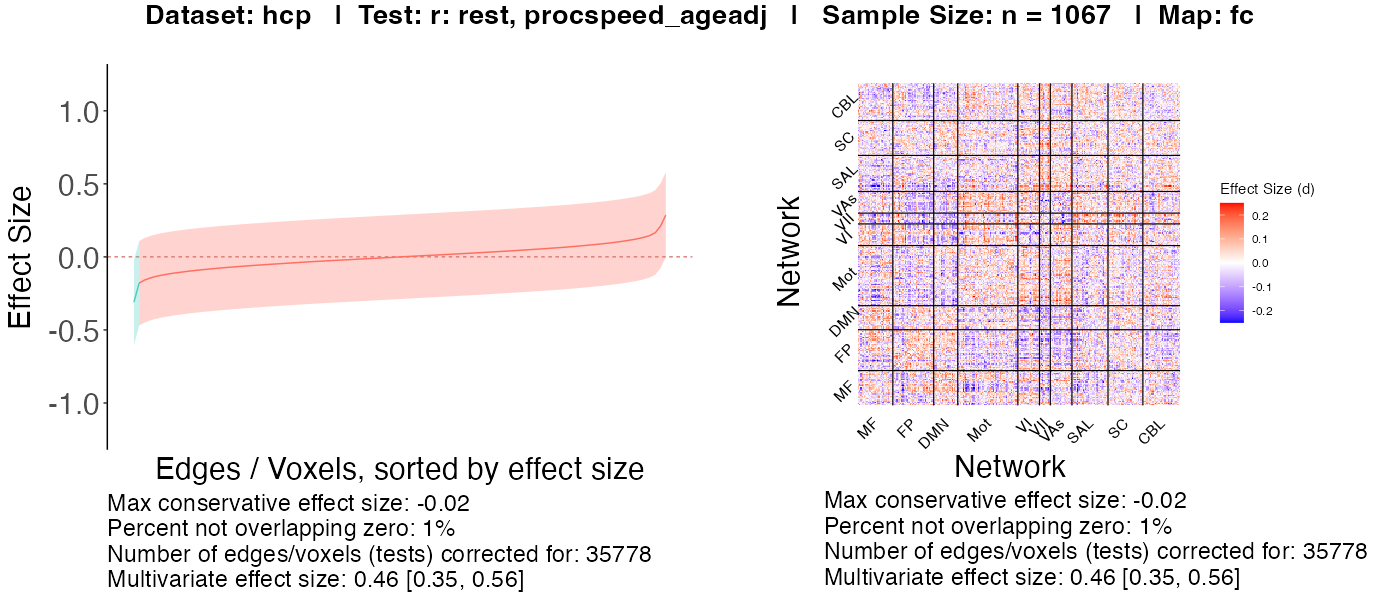 Dataset: hcp   |   Test: r: rest, procspeed_ageadj   |   Sample Size: n = 1067   |   Map: fc
Effect Size
1.0
0.5
0.0
-0.5
-1.0
Edges / Voxels, sorted by effect size
Max conservative effect size: -0.02
Percent not overlapping zero: 1%
Number of edges/voxels (tests) corrected for: 35778
Multivariate effect size: 0.46 [0.35, 0.56]
Network
CBL
SC
SAL
VAs
VII
VI
Mot
DMN
FP
MF
MF FP DMN Mot VI VII VAs SAL SC CBL
Network
Effect Size (d)
0.2
0.1
0.0
-0.1
-0.2
Max conservative effect size: -0.02
Percent not overlapping zero: 1%
Number of edges/voxels (tests) corrected for: 35778
Multivariate effect size: 0.46 [0.35, 0.56]